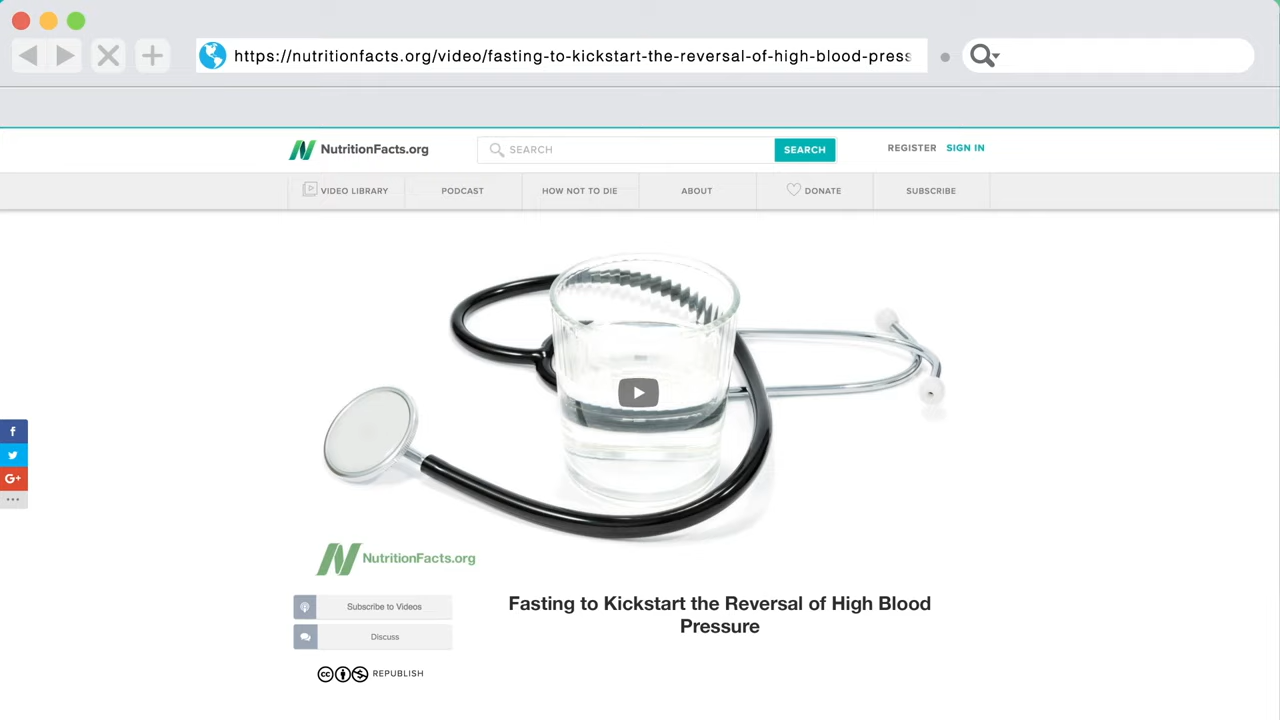 https://nutritionfacts.org/video/fasting-to-kickstart-the-reversal-of-high-blood-press
NutritionFacts.org
SEARCH
SEARCH
REGISTER SIGN IN
VIDEO LIBRARY
PODCAST
HOW NOT TO DIE
ABOUT
DONATE
SUBSCRIBE
f
G+
NutritionFacts.org
Subscribe to Videos
Discuss
cc
REPUBLISH
Fasting to Kickstart the Reversal of High Blood
Pressure